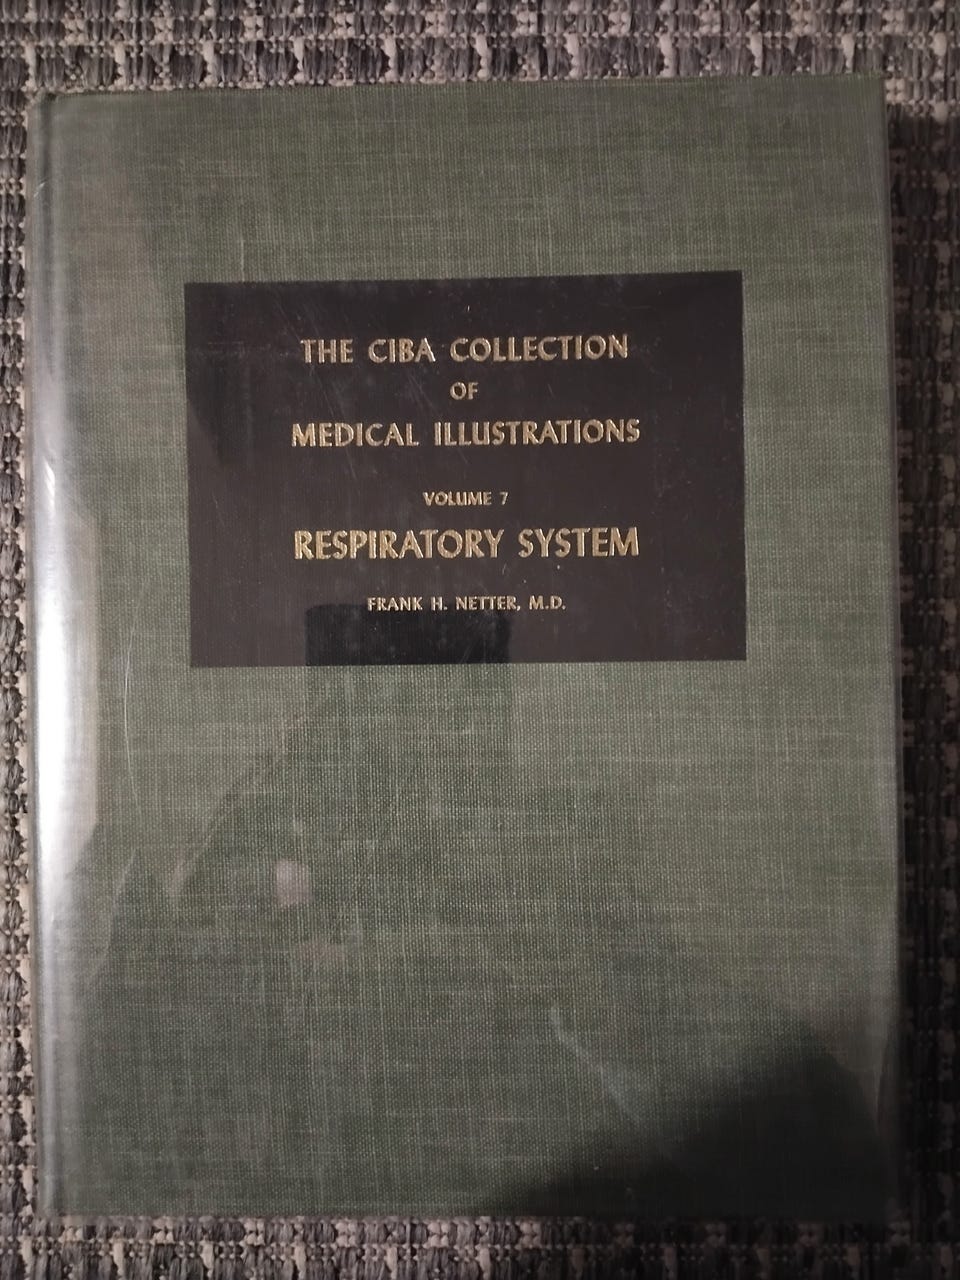 THE CIBA COLLECTION
OF
MEDICAL ILLUSTRATIONS
VOLUME 7
RESPIRATORY SYSTEM
FRANK H. NETTER, M.D.